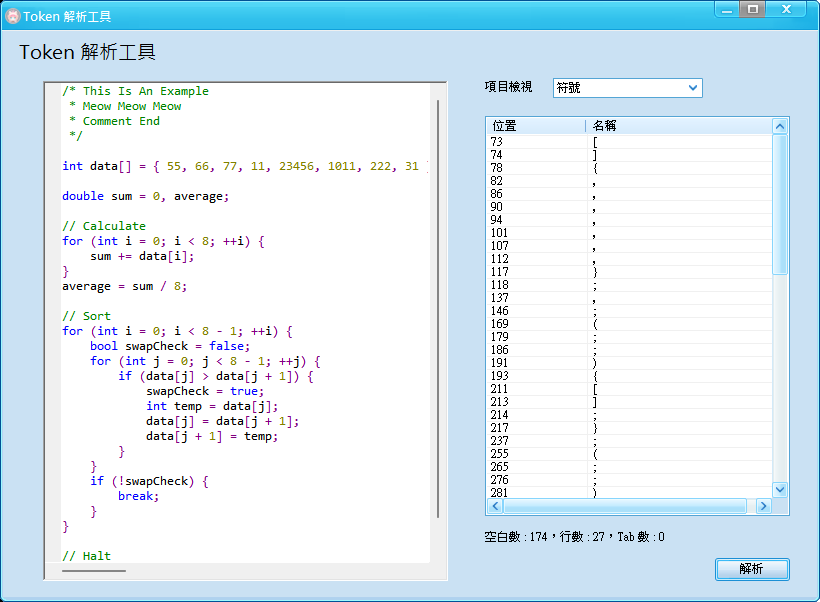 Token 解析工具
Token 解析工具
/* This Is An Example
 * Meow Meow Meow
 * Comment End
 */
int data[] = { 55, 66, 77, 11, 23456, 1011, 222, 31
double sum = 0, average;
// Calculate
for (int i = 0; i < 8; ++i) {
    sum += data[i];
}
average = sum / 8;
// Sort
for (int i = 0; i < 8 - 1; ++i) {
    bool swapCheck = false;
    for (int j = 0; j < 8 - 1; ++j) {
        if (data[j] > data[j + 1]) {
            swapCheck = true;
            int temp = data[j];
            data[j] = data[j + 1];
            data[j + 1] = temp;
        }
    }
    if (!swapCheck) {
        break;
    }
}
// Halt
項目檢視 符號
位置 名稱
73 [
74 ]
78 {
82 ,
86 ,
90 ,
94 ,
101 ,
107 ,
112 ,
117 }
118 ;
137 ,
146 ;
169 (
179 ;
186 ;
191 )
193 {
211 [
213 ]
214 ;
217 }
237 ;
255 (
265 ;
276 ;
281 )
空白數 : 174，行數 : 27，Tab 數 : 0
解析